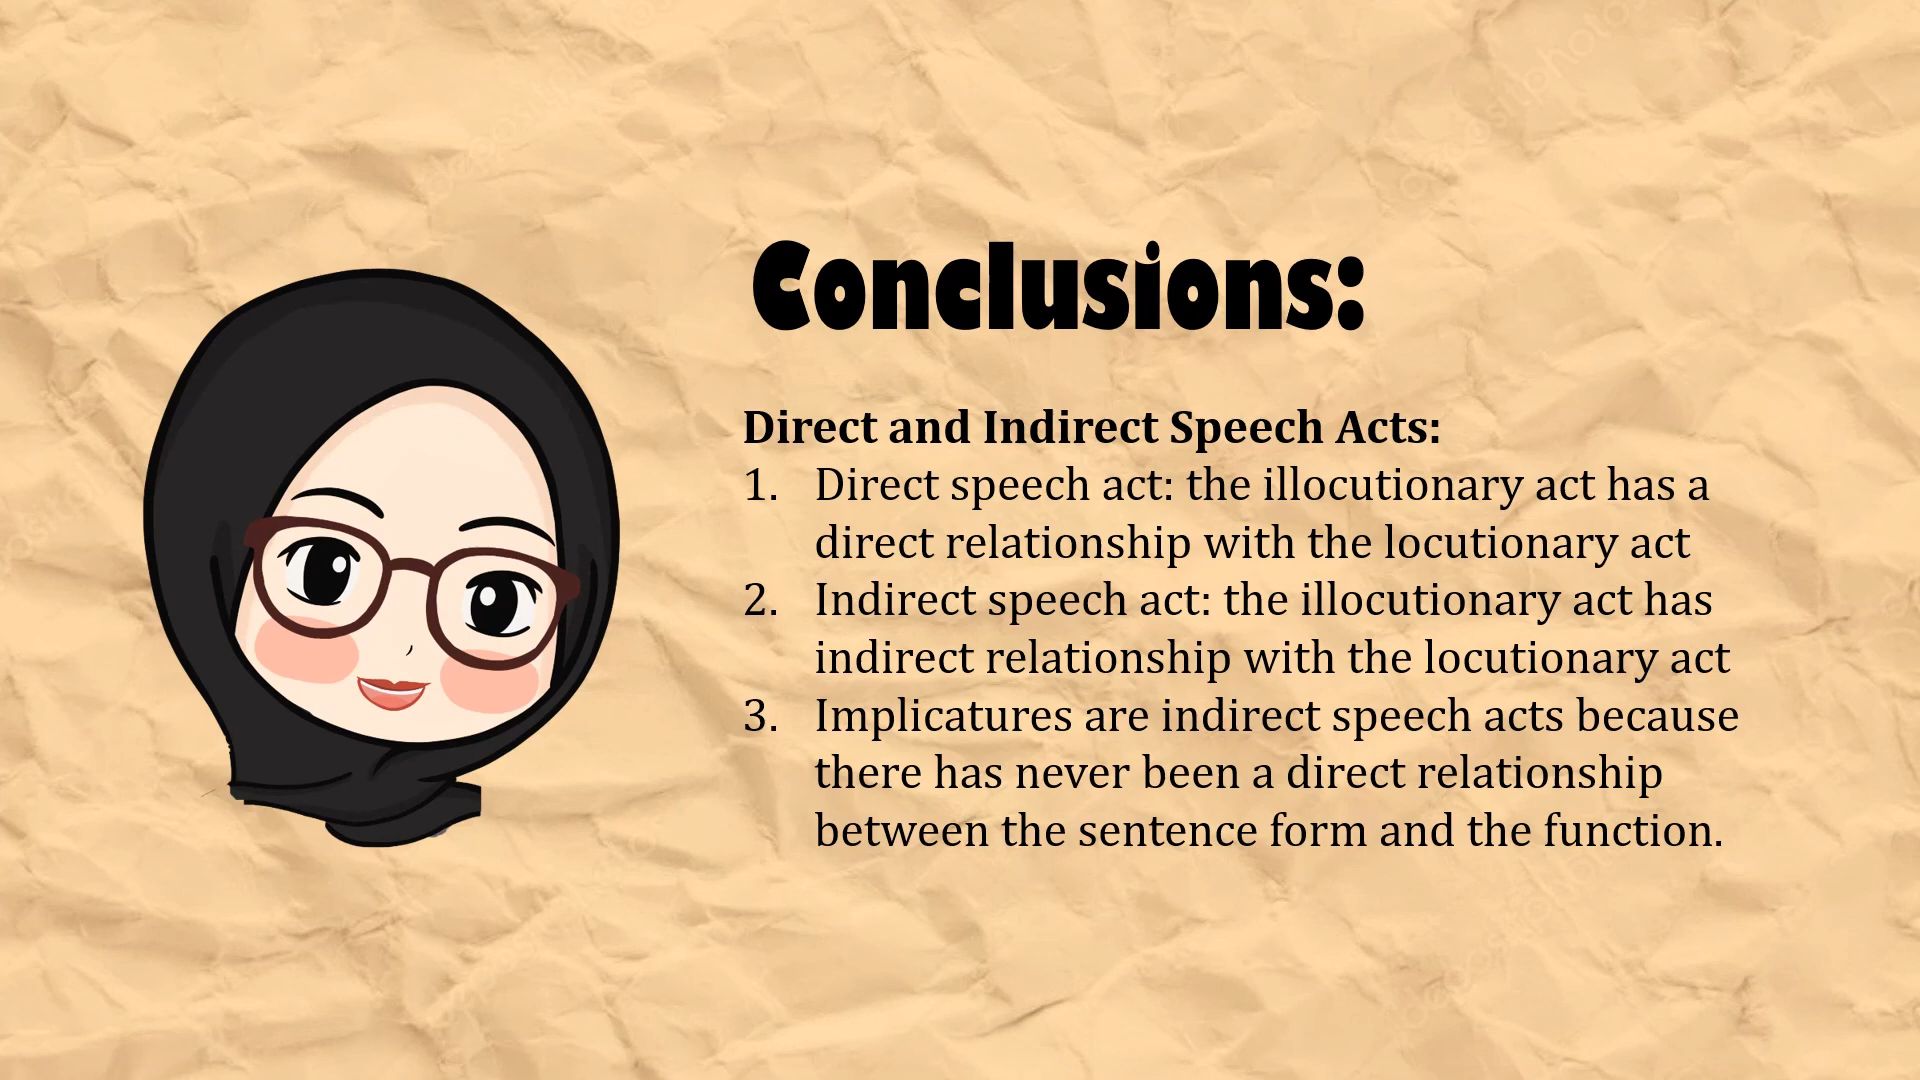 Conclusions:
Direct and Indirect Speech Acts:
1. Direct speech act: the illocutionary act has a
direct relationship with the locutionary act
2. Indirect speech act: the illocutionary act has
indirect relationship with the locutionary act
3. Implicatures are indirect speech acts because
there has never been a direct relationship
between the sentence form and the function.